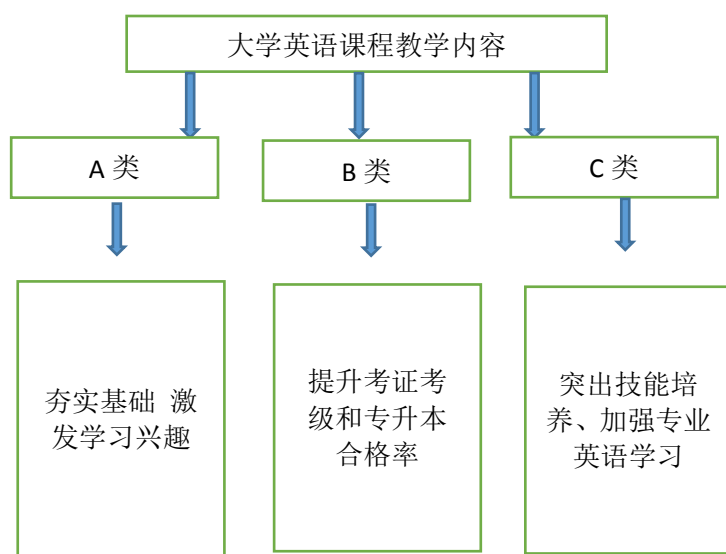 大学英语课程教学内容
A 类
B 类
C 类
夯实基础 激
发学习兴趣
提升考证考
级和专升本
合格率
突出技能培
养、加强专业
英语学习